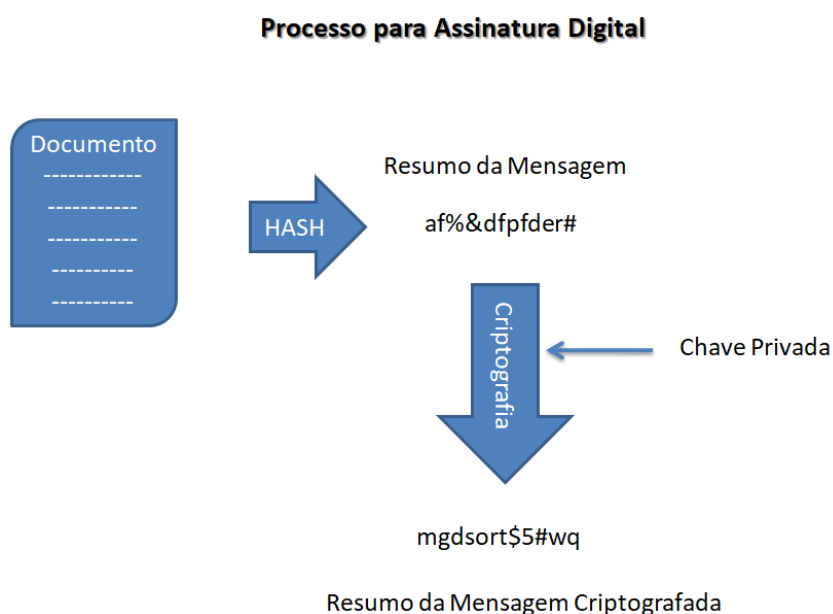 Processo para Assinatura Digital
Documento
------------
-----------
-----------
----------
----------
HASH
Resumo da Mensagem
af%&dfpfder#
Criptografia
Chave Privada
mgdsort$5#wq
Resumo da Mensagem Criptografada